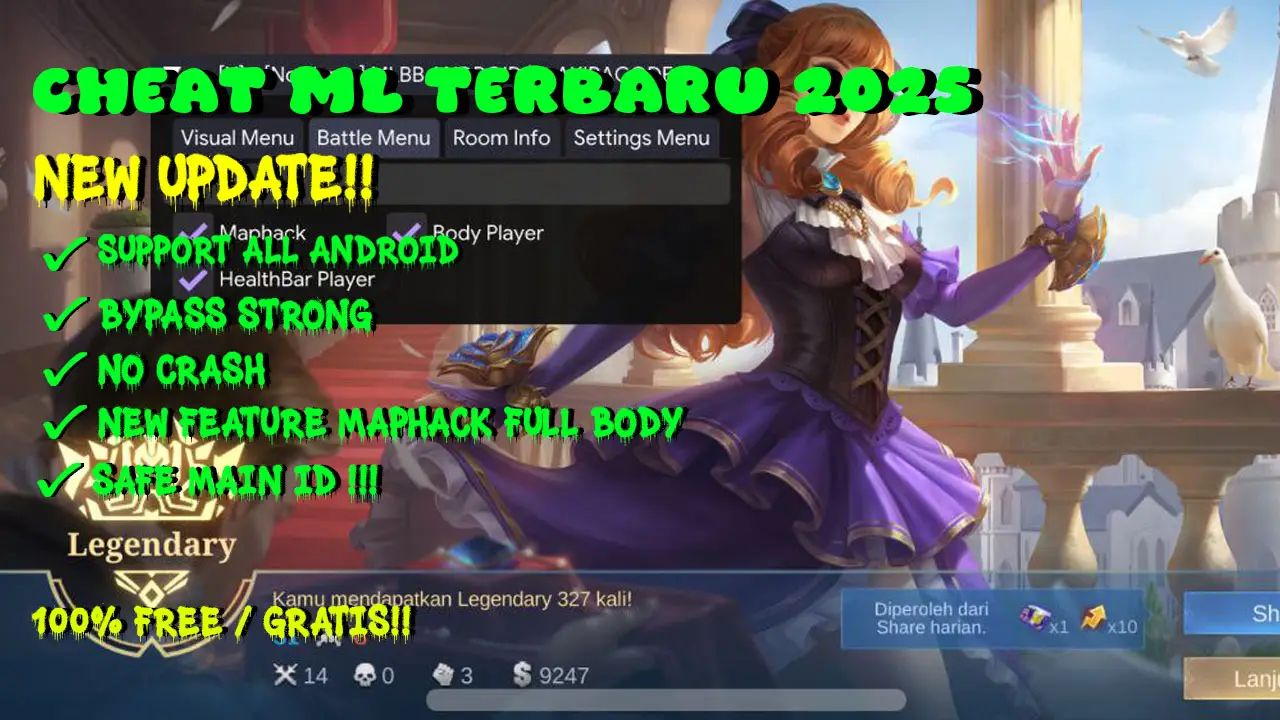 CHEAT ML TERBARU 2025
Visual Menu Battle Menu Room Info Settings Menu
NEW UPDATE!!
Maphack Body Player
✓ SUPPORT ALL ANDROID
HealthBar Player
✓ BYPASS STRONG
✓ NO CRASH
✓ NEW FEATURE MAPHACK FULL BODY
✓ SAFE MAIN ID !!!
Legendary
Kamu mendapatkan Legendary 327 kali!
100% FREE / GRATIS!!
Diperoleh dari
Share harian.
x1 x10
14 0 3 9247